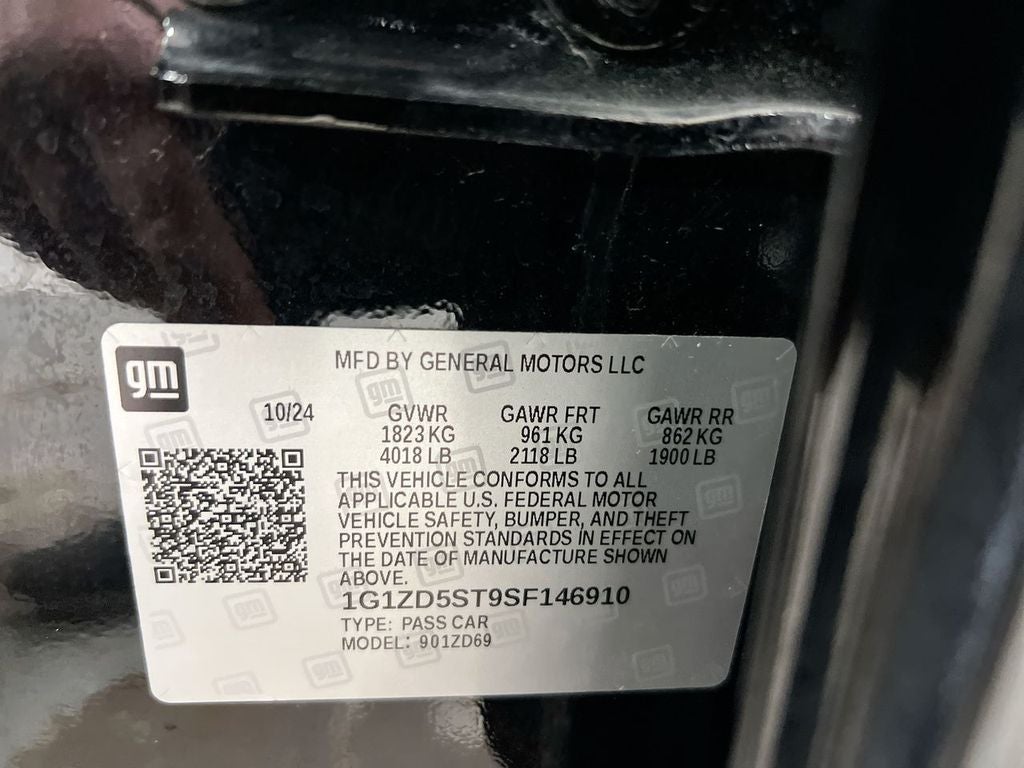 gm
MFD BY GENERAL MOTORS LLC
10/24 GVWR GAWR FRT GAWR RR
1823 KG 961 KG 862 KG
4018 LB 2118 LB 1900 LB
THIS VEHICLE CONFORMS TO ALL
APPLICABLE U.S. FEDERAL MOTOR
VEHICLE SAFETY, BUMPER, AND THEFT
PREVENTION STANDARDS IN EFFECT ON
THE DATE OF MANUFACTURE SHOWN
ABOVE.
1G1ZD5ST9SF146910
TYPE: PASS CAR
MODEL: 901ZD69